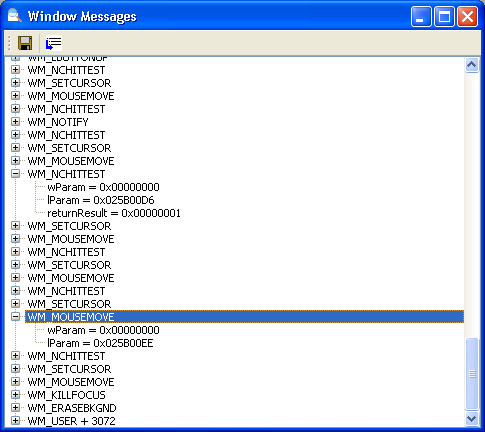 Window Messages
WM_LBUTTONUP
WM_NCHITTEST
WM_SETCURSOR
WM_MOUSEMOVE
WM_NCHITTEST
WM_NOTIFY
WM_NCHITTEST
WM_SETCURSOR
WM_MOUSEMOVE
WM_NCHITTEST
wParam = 0x00000000
lParam = 0x025B00D6
returnResult = 0x00000001
WM_SETCURSOR
WM_MOUSEMOVE
WM_NCHITTEST
WM_SETCURSOR
WM_MOUSEMOVE
WM_NCHITTEST
WM_SETCURSOR
WM_MOUSEMOVE
wParam = 0x00000000
lParam = 0x025B00EE
WM_NCHITTEST
WM_SETCURSOR
WM_MOUSEMOVE
WM_KILLFOCUS
WM_ERASEBKGND
WM_USER + 3072